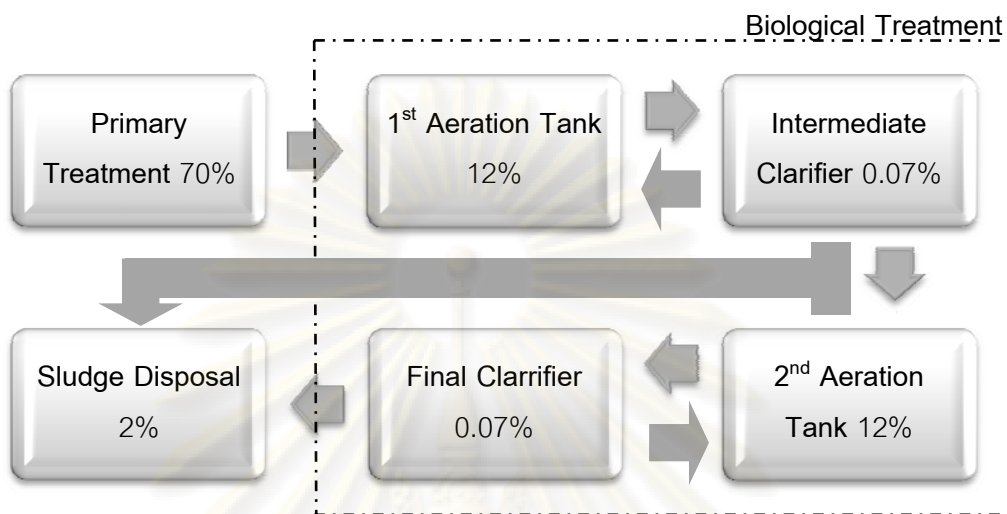 Biological Treatment
Primary
Treatment 70%
1st Aeration Tank
12%
Intermediate
Clarifier 0.07%
Sludge Disposal
2%
Final Clarrifier
0.07%
2nd Aeration
Tank 12%